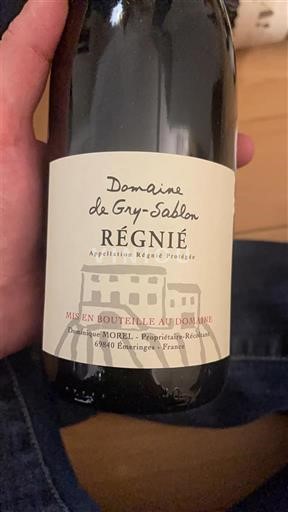 Domaine
de Gry-Sablon
RÉGNIÉ
Appellation Régnié Protégée
MIS EN BOUTEILLE AU DOMAINE
Dominique MOREL - Propriétaire-Récoltant
69840 Émeringes - France